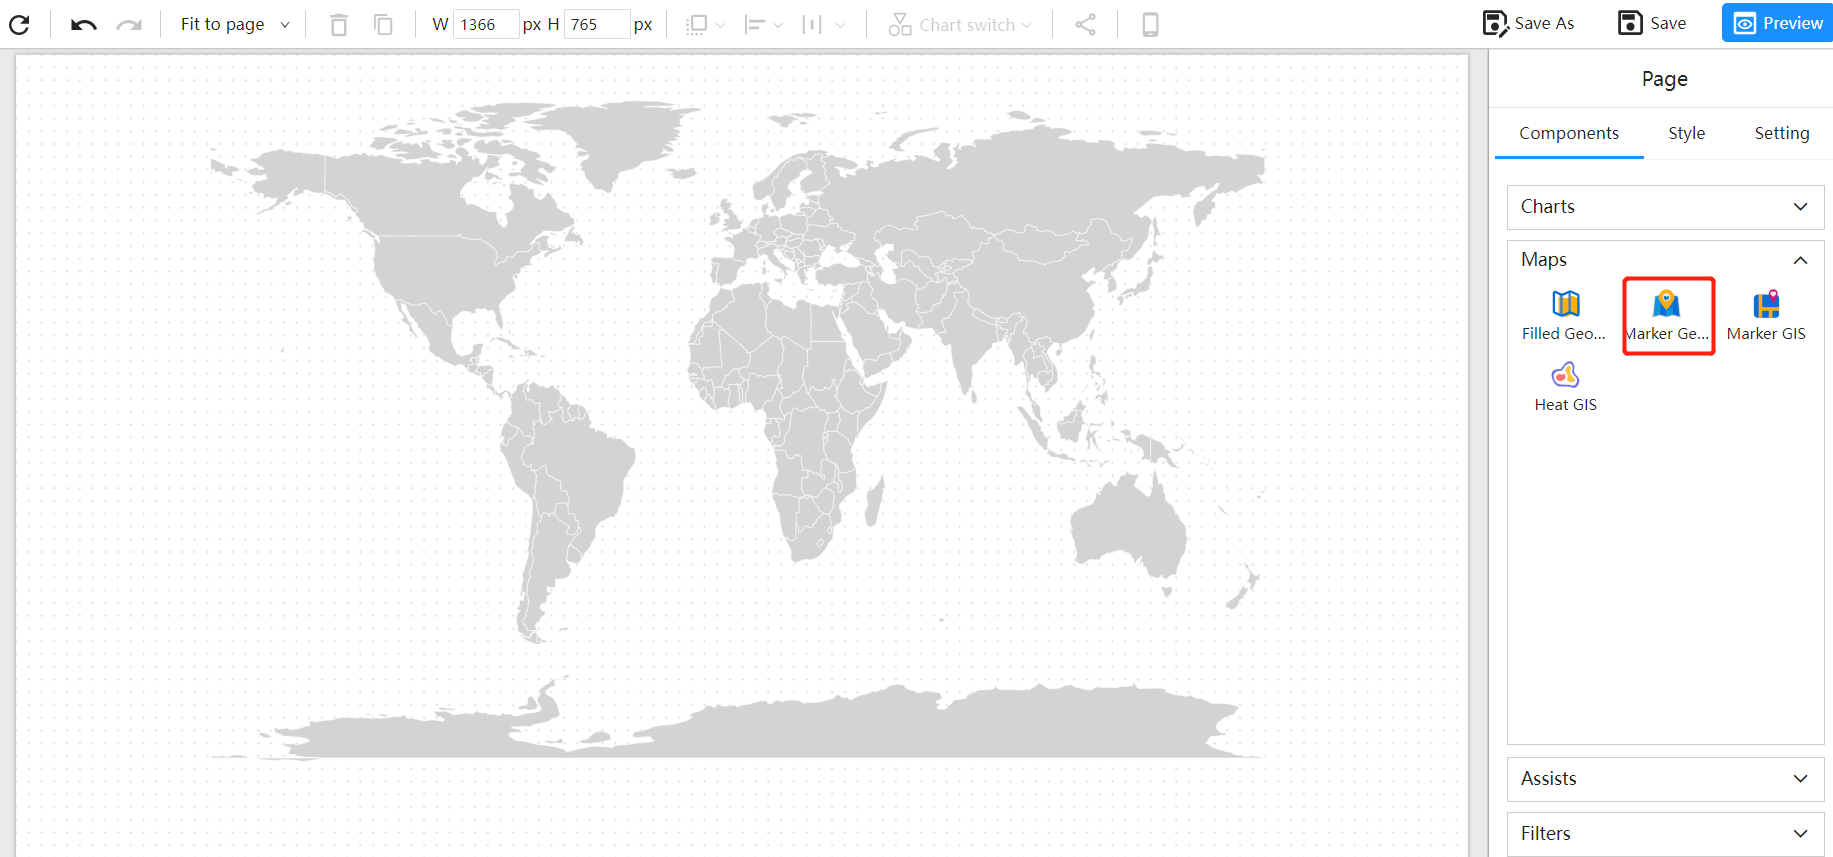 Fit to page W 1366 px H 765 px Chart switch Save As Save Preview
Page
Components Style Setting
Charts
Maps
Filled Geo... Marker Ge... Marker GIS
Heat GIS
Assists
Filters